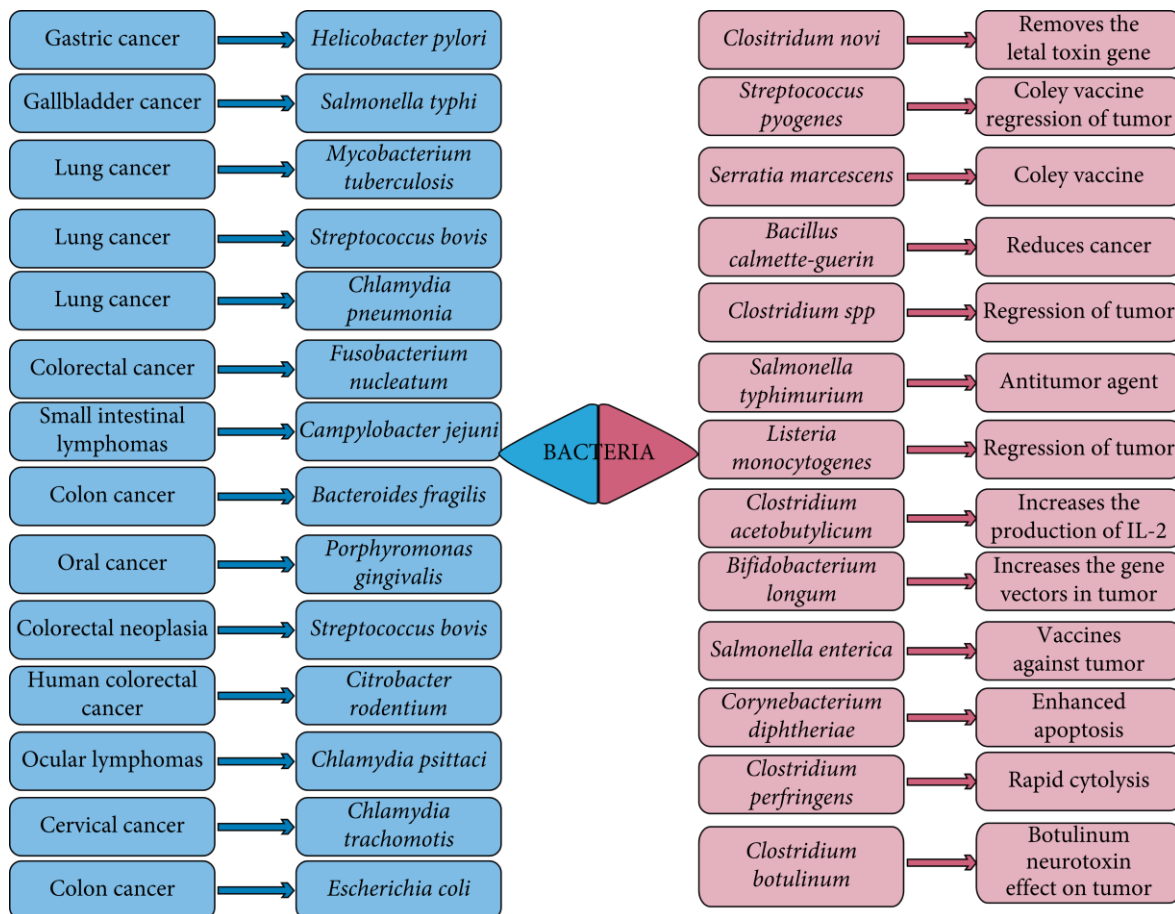 Gastric cancer
Helicobacter pylori
Gallbladder cancer
Salmonella typhi
Lung cancer
Mycobacterium
tuberculosis
Lung cancer
Streptococcus bovis
Lung cancer
Chlamydia
pneumonia
Colorectal cancer
Fusobacterium
nucleatum
Small intestinal
lymphomas
Campylobacter jejuni
Colon cancer
Bacteroides fragilis
Oral cancer
Porphyromonas
gingivalis
Colorectal neoplasia
Streptococcus bovis
Human colorectal
cancer
Citrobacter
rodentium
Ocular lymphomas
Chlamydia psittaci
Cervical cancer
Chlamydia
trachomotis
Colon cancer
Escherichia coli
BACTERIA
Clositridum novi
Removes the
letal toxin gene
Streptococcus
pyogenes
Coley vaccine
regression of tumor
Serratia marcescens
Coley vaccine
Bacillus
calmette-guerin
Reduces cancer
Clostridium spp
Regression of tumor
Salmonella
typhimurium
Antitumor agent
Listeria
monocytogenes
Regression of tumor
Clostridium
acetobutylicum
Increases the
production of IL-2
Bifidobacterium
longum
Increases the gene
vectors in tumor
Salmonella enterica
Vaccines
against tumor
Corynebacterium
diphtheriae
Enhanced
apoptosis
Clostridium
perfringens
Rapid cytolysis
Clostridium
botulinum
Botulinum
neurotoxin
effect on tumor